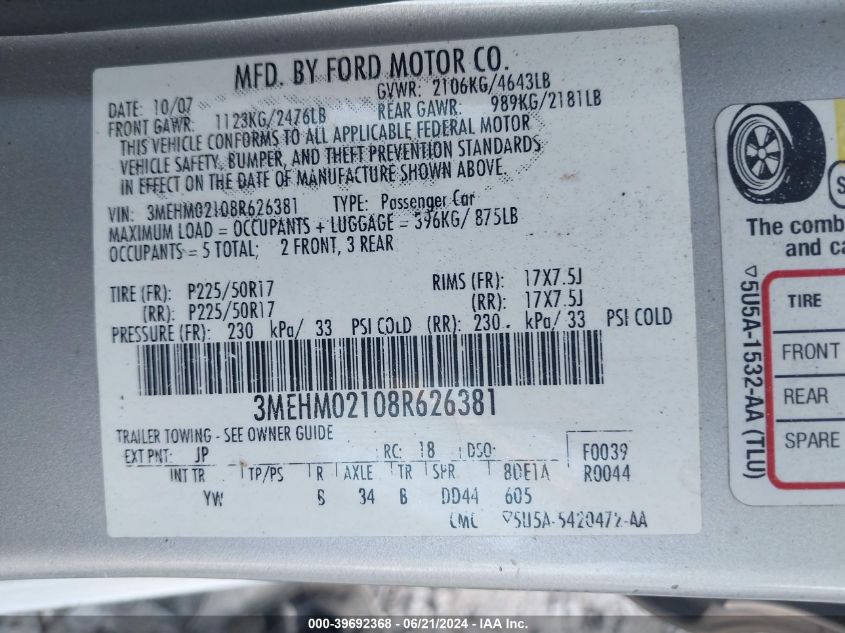 MFD. BY FORD MOTOR CO.
DATE: 10/07
GVWR: 2106KG/4643LB
FRONT GAWR: 1123KG/2476LB
REAR GAWR: 989KG/2181LB
THIS VEHICLE CONFORMS TO ALL APPLICABLE FEDERAL MOTOR
VEHICLE SAFETY, BUMPER, AND THEFT PREVENTION STANDARDS
IN EFFECT ON THE DATE OF MANUFACTURE SHOWN ABOVE.
VIN: 3MEHM02108R626381 TYPE: Passenger Car
MAXIMUM LOAD = OCCUPANTS + LUGGAGE = 396KG/ 875LB
OCCUPANTS = 5 TOTAL; 2 FRONT, 3 REAR
TIRE (FR): P225/50R17 RIMS (FR): 17X7.5J
(RR): P225/50R17 (RR): 17X7.5J
PRESSURE (FR): 230 kPa/ 33 PSI COLD (RR): 230 kPa/ 33 PSI COLD
3MEHM02108R626381
TRAILER TOWING - SEE OWNER GUIDE
EXT PNT: JP RC: 18 DSO: F0039
INT TR TP/PS R AXLE TR SPR 8DE1A R0044
YW S 34 B DD44 605
CMC ▽5U5A-5420472-AA
The comb
and ca
▽5U5A-1532-AA (TLU)
TIRE
FRONT
REAR
SPARE
000-39692368 - 06/21/2024 - IAA Inc.